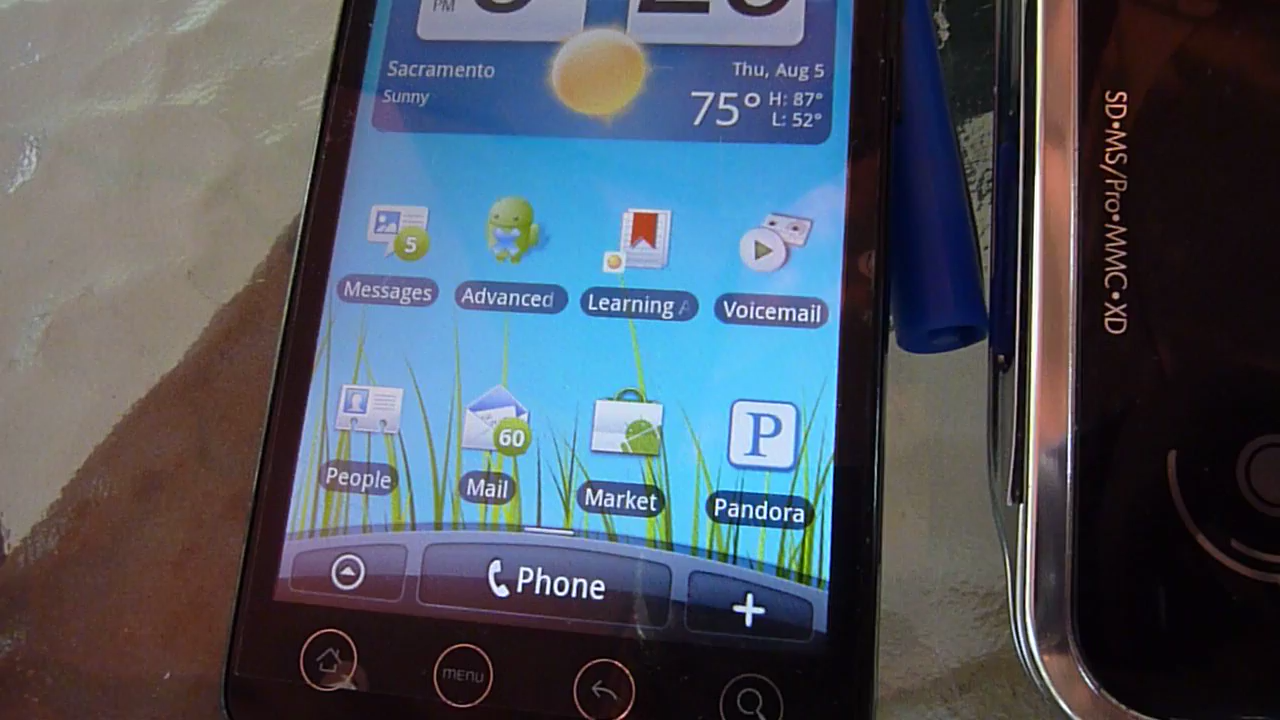 PM
Sacramento
Thu, Aug 5
Sunny
75°
H: 87°
L: 52°
5
Messages
Advanced
Learning
Voicemail
60
P
People
Mail
Market
Pandora
Phone
menu
SD•MS/Pro•MMC•XD